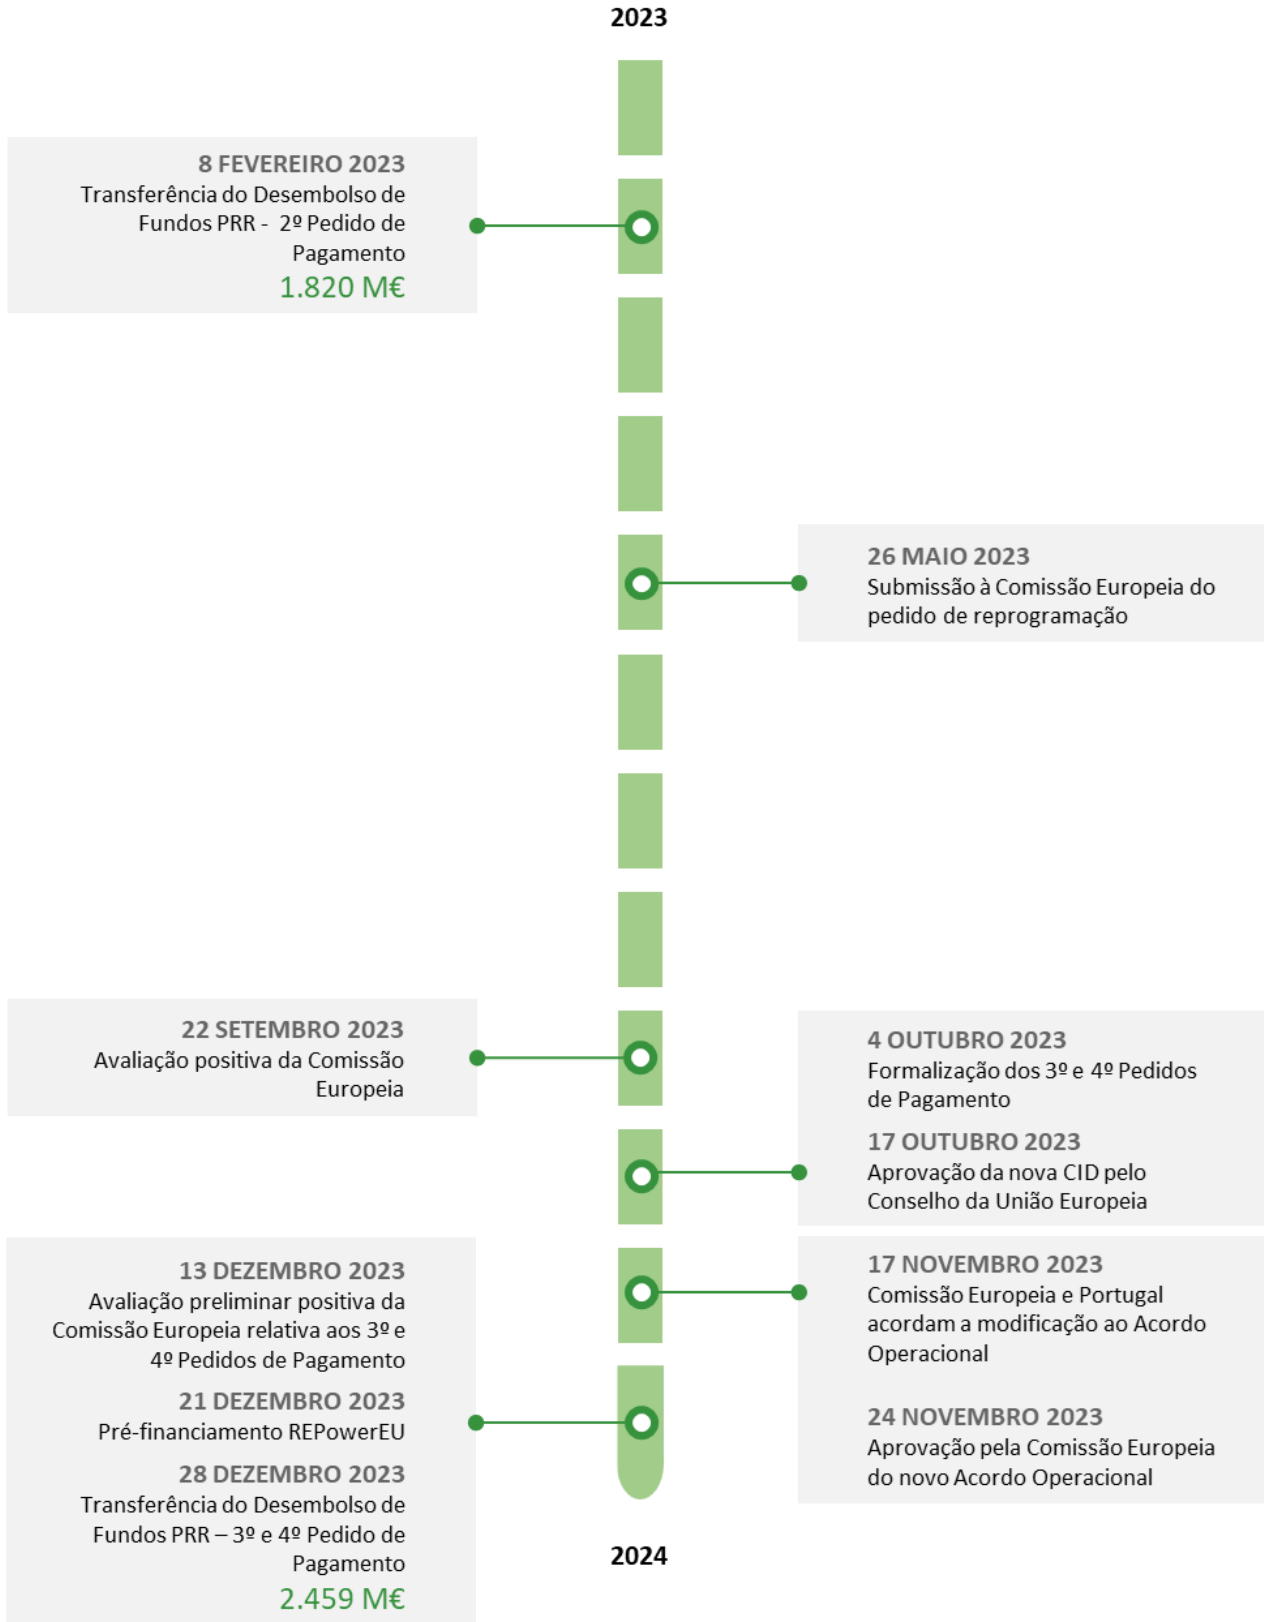 2023
8 FEVEREIRO 2023
Transferência do Desembolso de
Fundos PRR - 2º Pedido de
Pagamento
1.820 M€
26 MAIO 2023
Submissão à Comissão Europeia do
pedido de reprogramação
22 SETEMBRO 2023
Avaliação positiva da Comissão
Europeia
4 OUTUBRO 2023
Formalização dos 3º e 4º Pedidos
de Pagamento
17 OUTUBRO 2023
Aprovação da nova CID pelo
Conselho da União Europeia
17 NOVEMBRO 2023
Comissão Europeia e Portugal
acordam a modificação ao Acordo
Operacional
24 NOVEMBRO 2023
Aprovação pela Comissão Europeia
do novo Acordo Operacional
13 DEZEMBRO 2023
Avaliação preliminar positiva da
Comissão Europeia relativa aos 3º e
4º Pedidos de Pagamento
21 DEZEMBRO 2023
Pré-financiamento REPowerEU
28 DEZEMBRO 2023
Transferência do Desembolso de
Fundos PRR – 3º e 4º Pedido de
Pagamento
2.459 M€
2024